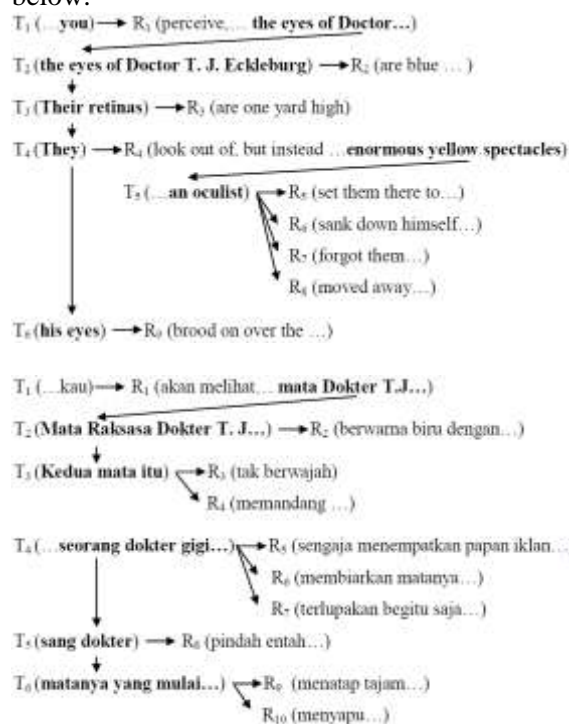 below:
T₁ (…you) → R₁ (perceive,… the eyes of Doctor…)
T₂ (the eyes of Doctor T. J. Eckleburg) → R₂ (are blue … )
T₃ (Their retinas) → R₃ (are one yard high)
T₄ (They) → R₄ (look out of, but instead …enormous yellow spectacles)
T₅ (…an oculist) → R₅ (set them there to…)
R₆ (sank down himself…)
R₇ (forgot them…)
R₈ (moved away…)
T₆ (his eyes) → R₉ (brood on over the …)
T₁ (…kau) → R₁ (akan melihat… mata Dokter T.J…)
T₂ (Mata Raksasa Dokter T. J…) → R₂ (berwarna biru dengan…)
T₃ (Kedua mata itu) → R₃ (tak berwajah)
R₄ (memandang …)
T₄ (…seorang dokter gigi…) → R₅ (sengaja menempatkan papan iklan…
R₆ (membiarkan matanya…)
R₇ (terlupakan begitu saja…
T₅ (sang dokter) → R₈ (pindah entah…)
T₆ (matanya yang mulai…) → R₉ (menatap tajam…)
R₁₀ (menyapu…)